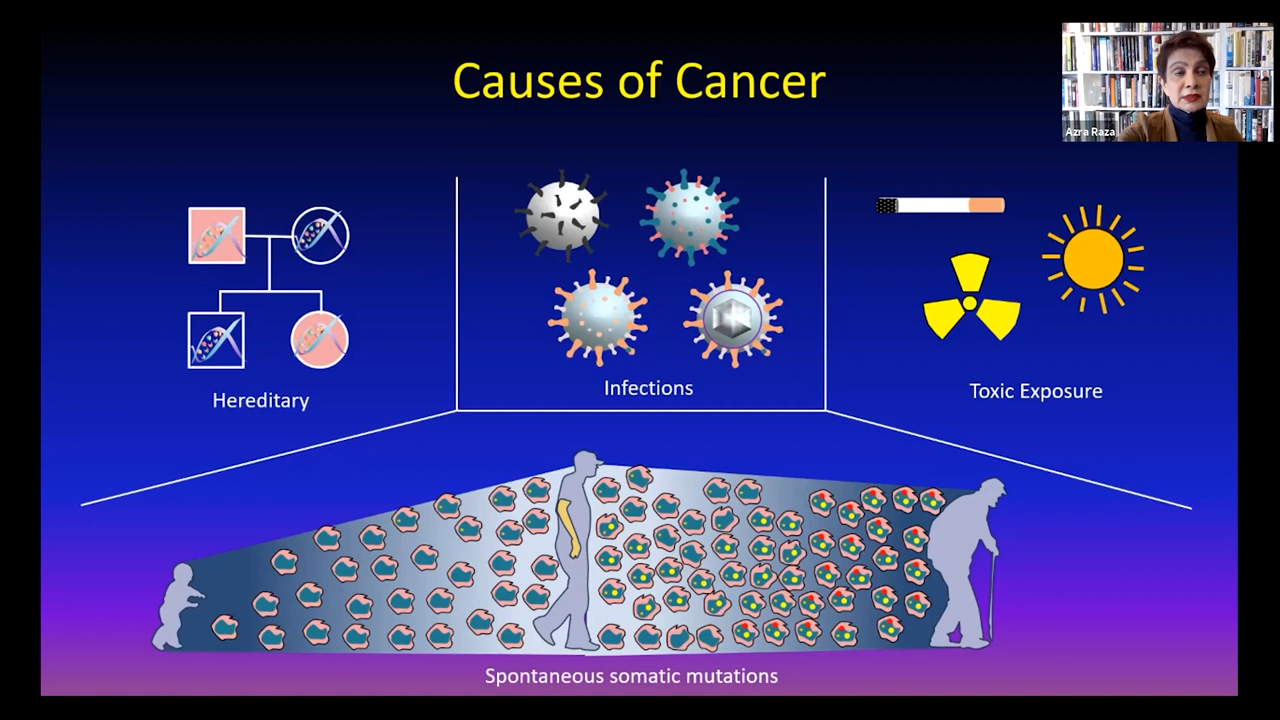 Causes of Cancer
Azra Raza
Hereditary
Infections
Toxic Exposure
Spontaneous somatic mutations